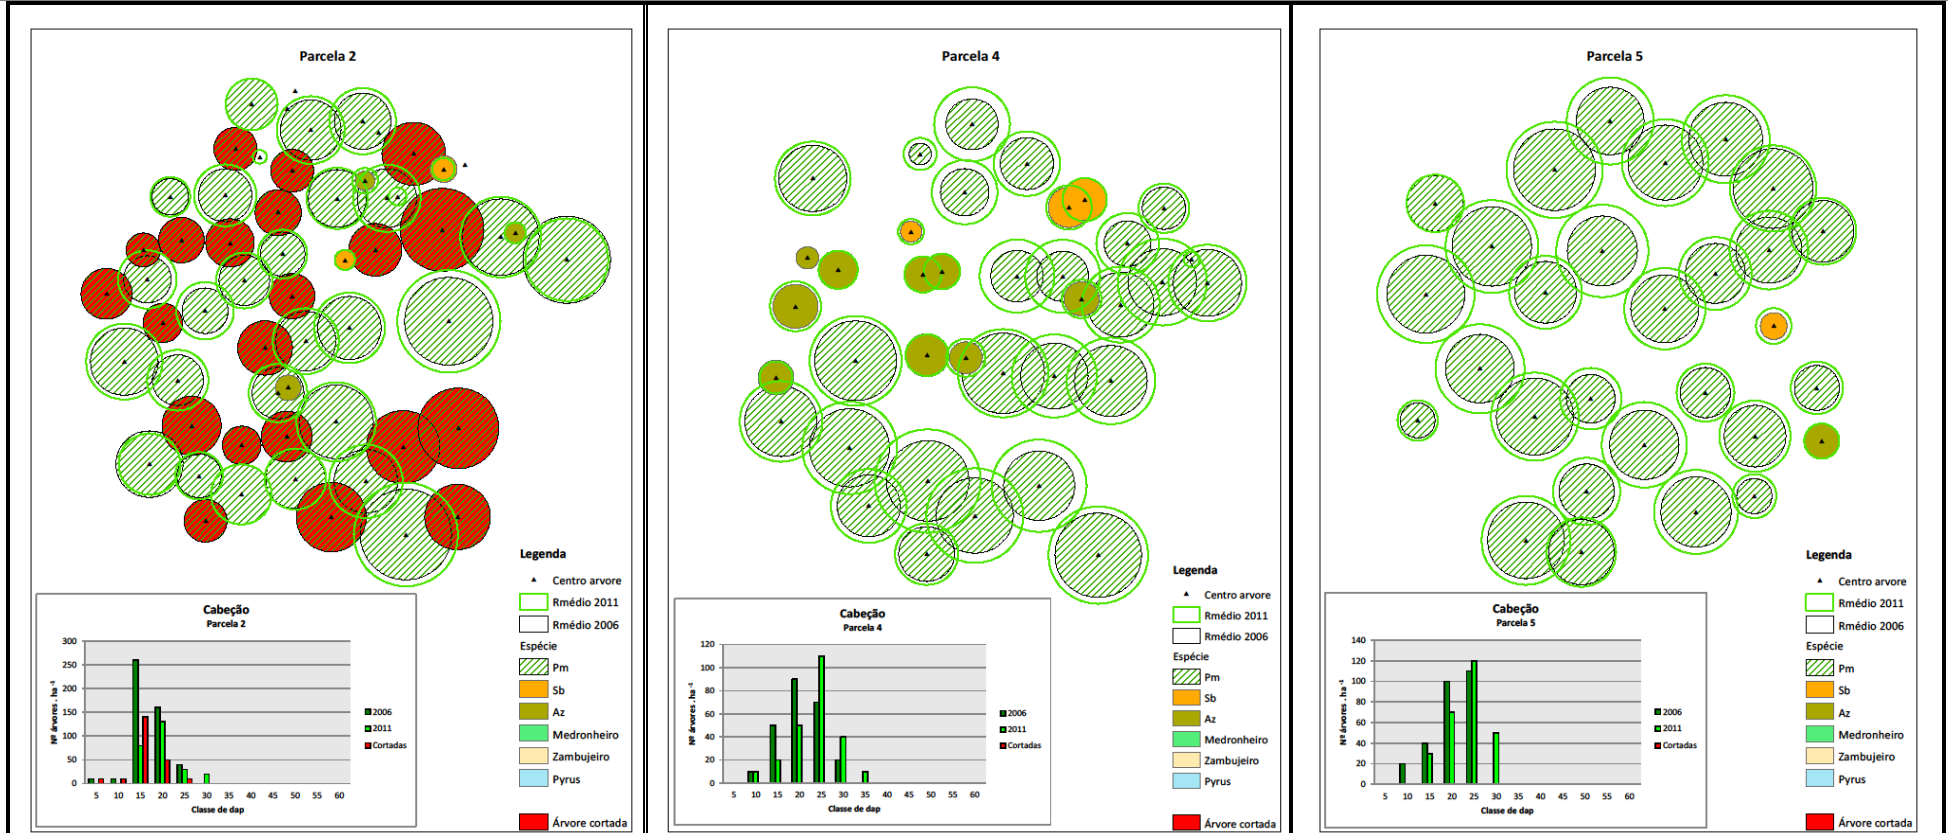 Parcela 2
Legenda
Centro arvore
Rmédio 2011
Rmédio 2006
Espécie
Pm
Sb
Az
Medronheiro
Zambujeiro
Pyrus
Árvore cortada
Cabeção
Parcela 2
Nº árvores . ha⁻¹
300
250
200
150
100
50
0
5 10 15 20 25 30 35 40 45 50 55 60
Classe de dap
2006
2011
Cortadas
Parcela 4
Legenda
Centro arvore
Rmédio 2011
Rmédio 2006
Espécie
Pm
Sb
Az
Medronheiro
Zambujeiro
Pyrus
Árvore cortada
Cabeção
Parcela 4
Nº árvores . ha⁻¹
120
100
80
60
40
20
0
5 10 15 20 25 30 35 40 45 50 55 60
Classe de dap
2006
2011
Cortadas
Parcela 5
Legenda
Centro arvore
Rmédio 2011
Rmédio 2006
Espécie
Pm
Sb
Az
Medronheiro
Zambujeiro
Pyrus
Árvore cortada
Cabeção
Parcela 5
Nº árvores . ha⁻¹
140
120
100
80
60
40
20
0
5 10 15 20 25 30 35 40 45 50 55 60
Classe de dap
2006
2011
Cortadas